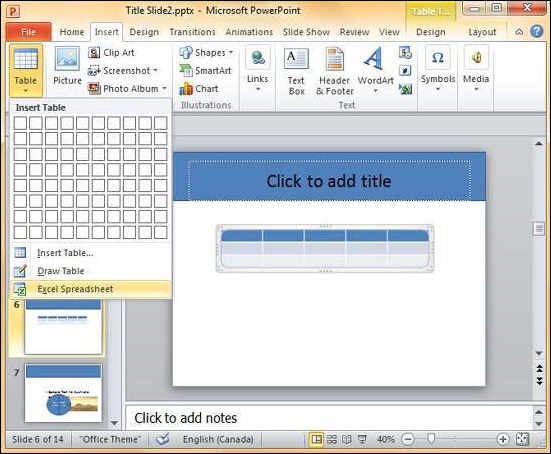 Title Slide2.pptx - Microsoft PowerPoint
Table T...
File Home Insert Design Transitions Animations Slide Show Review View Design Layout
Table
Picture
Clip Art
Screenshot
Photo Album
Shapes
SmartArt
Chart
Illustrations
Links
Text
Box
Header
& Footer
WordArt
Text
Symbols
Media
Insert Table
Insert Table...
Draw Table
Excel Spreadsheet
Click to add title
6
7
Click to add notes
Slide 6 of 14 "Office Theme" English (Canada) 40%